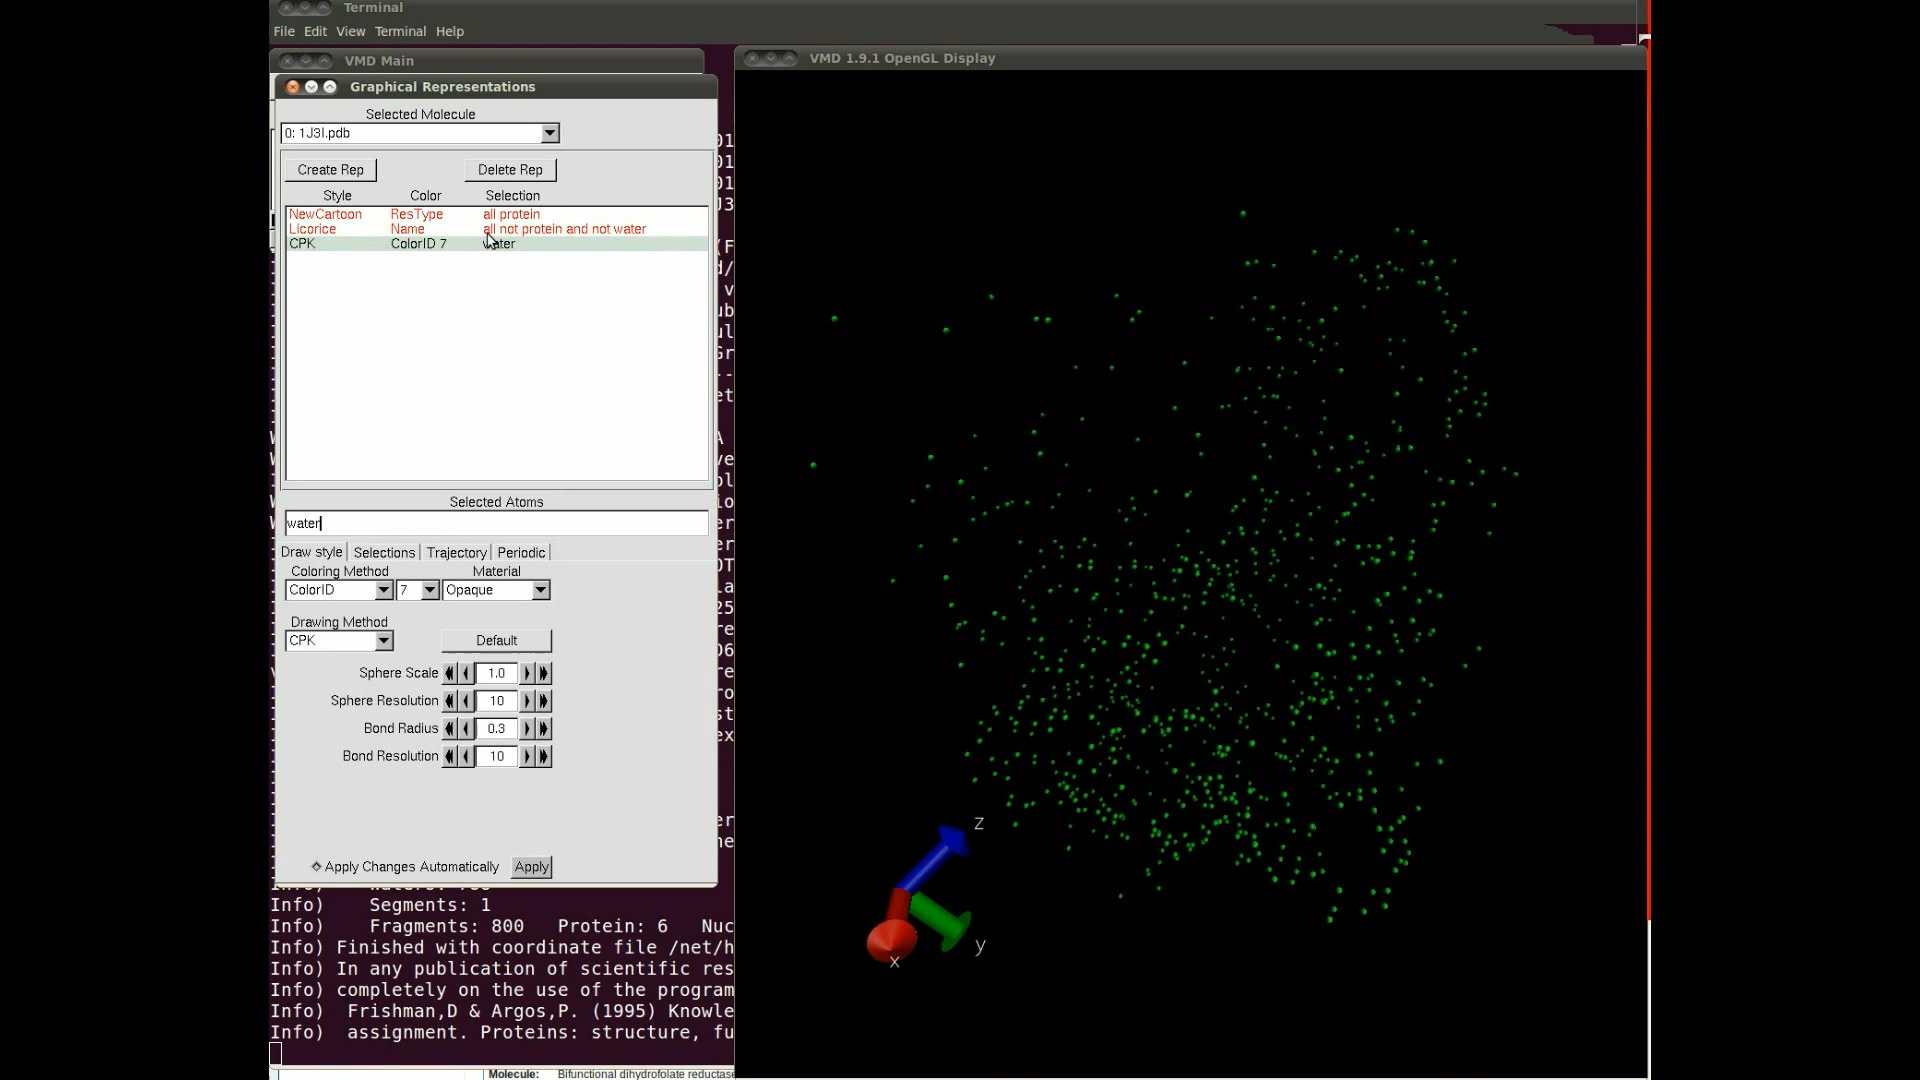 Terminal
File Edit View Terminal Help
VMD Main
VMD 1.9.1 OpenGL Display
Graphical Representations
Selected Molecule
0: 1J3I.pdb
Create Rep Delete Rep
Style Color Selection
NewCartoon ResType all protein
Licorice Name all not protein and not water
CPK ColorID 7 water
Selected Atoms
water
Draw style Selections Trajectory Periodic
Coloring Method Material
ColorID 7 Opaque
Drawing Method
CPK Default
Sphere Scale 1.0
Sphere Resolution 10
Bond Radius 0.3
Bond Resolution 10
Apply Changes Automatically Apply
z
y
x
Info) Segments: 1
Info) Fragments: 800 Protein: 6 Nuc
Info) Finished with coordinate file /net/h
Info) In any publication of scientific res
Info) completely on the use of the program
Info) Frishman,D & Argos,P. (1995) Knowle
Info) assignment. Proteins: structure, fu
Molecule: Bifunctional dihydrofolate reductase